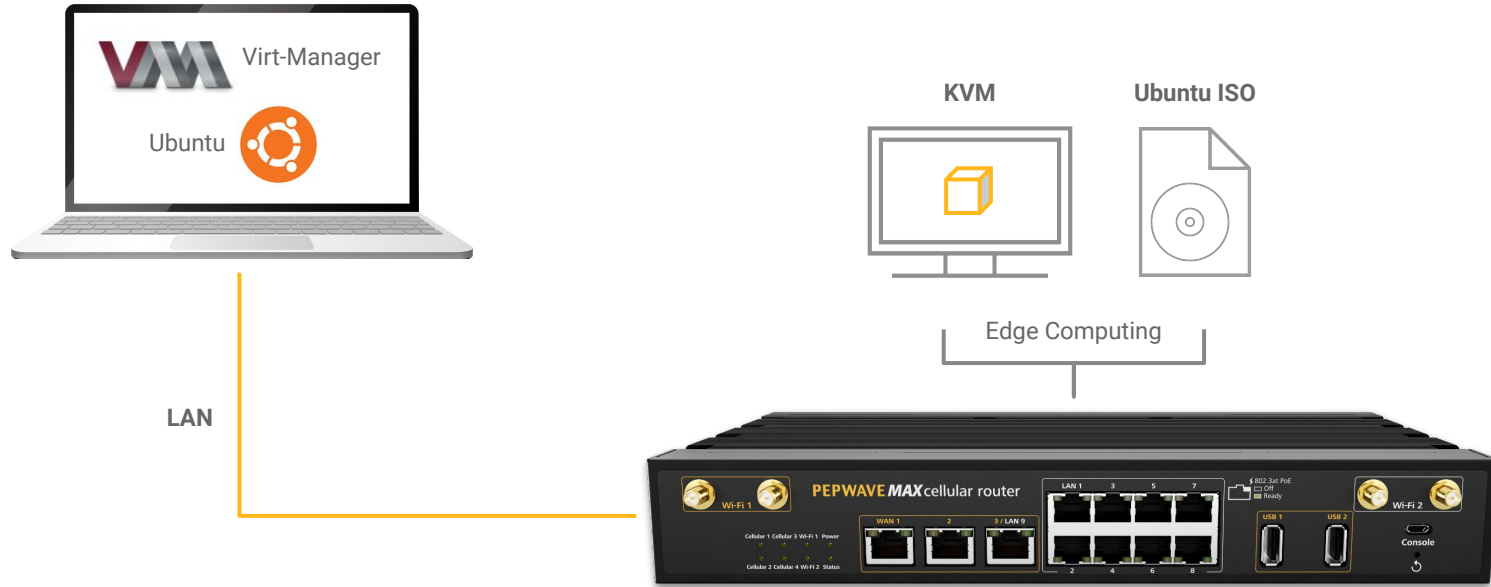 VM Virt-Manager
Ubuntu
KVM
Ubuntu ISO
Edge Computing
LAN
PEPWAVE MAX cellular router
Wi-Fi 1
Cellular 1 Cellular 3 Wi-Fi 1 Power
Cellular 2 Cellular 4 Wi-Fi 2 Status
WAN 1 2 3 / LAN 9
LAN 1 3 5 7
2 4 6 8
802.3at PoE
Off
Ready
USB 1 USB 2
Wi-Fi 2
Console